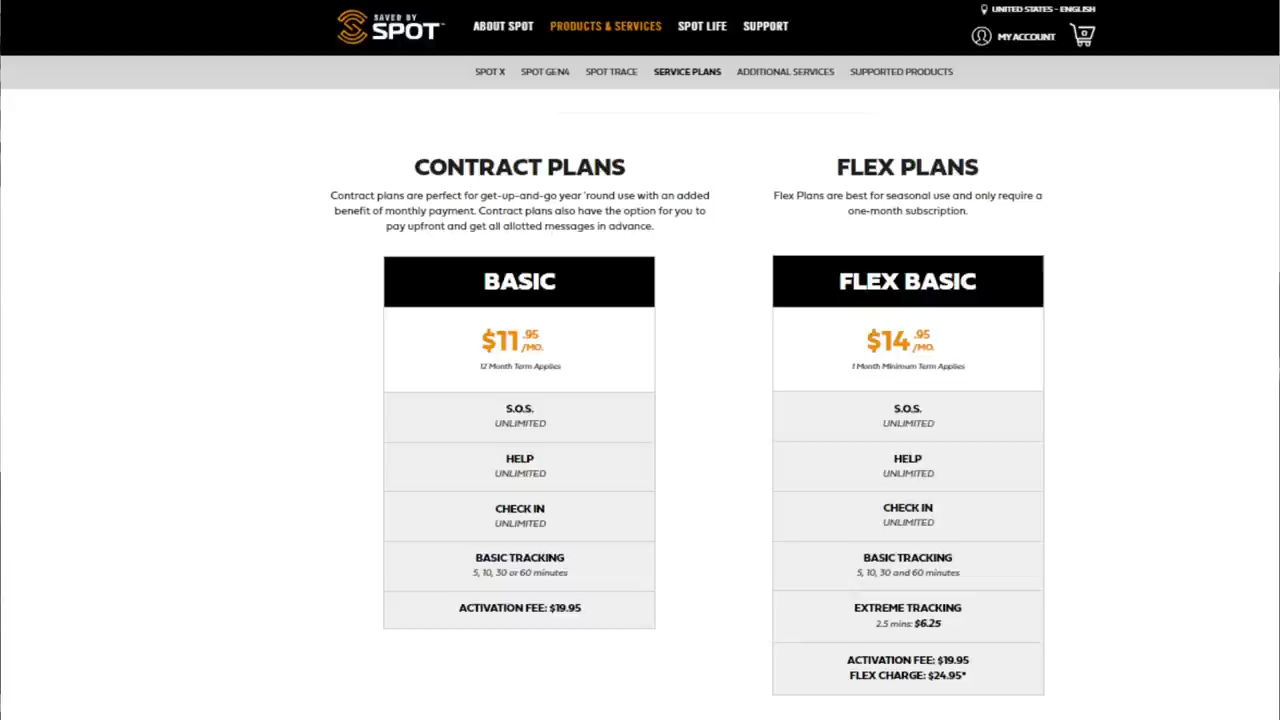 SAVED BY
SPOT
ABOUT SPOT
PRODUCTS & SERVICES
SPOT LIFE
SUPPORT
UNITED STATES - ENGLISH
MY ACCOUNT
0
SPOT X
SPOT GEN4
SPOT TRACE
SERVICE PLANS
ADDITIONAL SERVICES
SUPPORTED PRODUCTS
CONTRACT PLANS
Contract plans are perfect for get-up-and-go year 'round use with an added
benefit of monthly payment. Contract plans also have the option for you to
pay upfront and get all allotted messages in advance.
BASIC
$11.95
/MO.
12 Month Term Applies
S.O.S.
UNLIMITED
HELP
UNLIMITED
CHECK IN
UNLIMITED
BASIC TRACKING
5, 10, 30 or 60 minutes
ACTIVATION FEE: $19.95
FLEX PLANS
Flex Plans are best for seasonal use and only require a
one-month subscription.
FLEX BASIC
$14.95
/MO.
1 Month Minimum Term Applies
S.O.S.
UNLIMITED
HELP
UNLIMITED
CHECK IN
UNLIMITED
BASIC TRACKING
5, 10, 30 and 60 minutes
EXTREME TRACKING
2.5 mins: $6.25
ACTIVATION FEE: $19.95
FLEX CHARGE: $24.95*